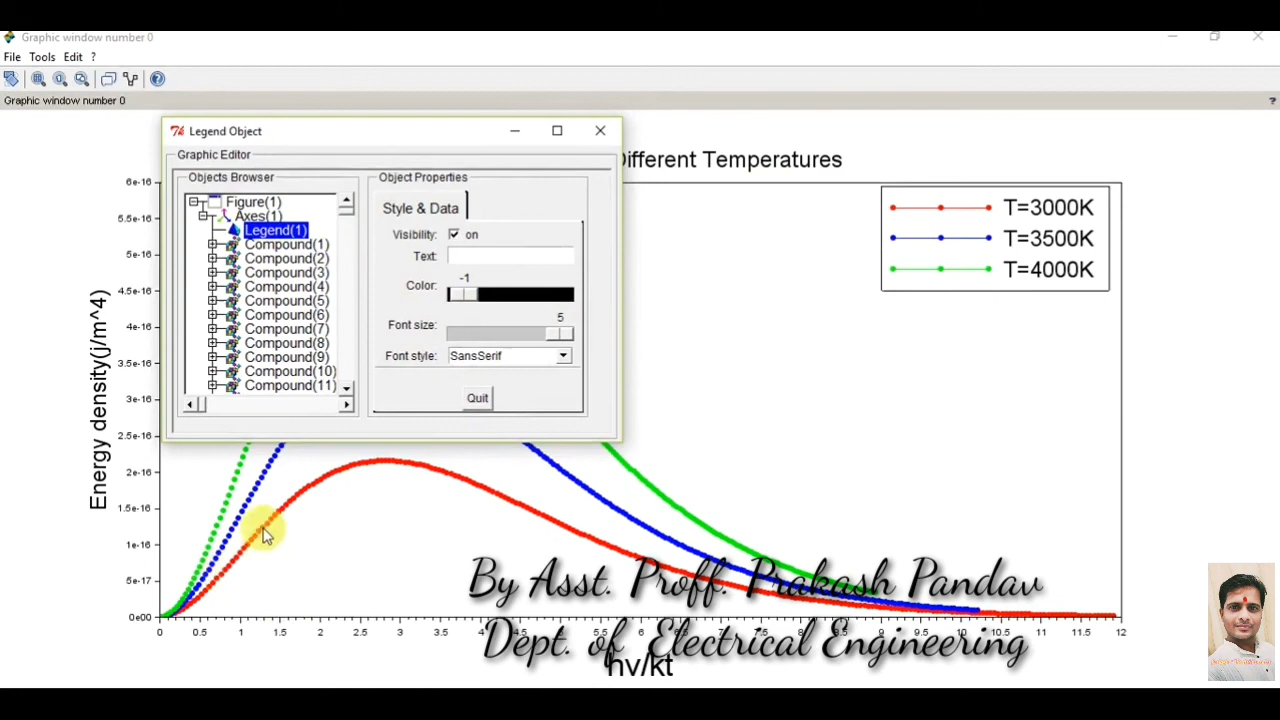 Graphic window number 0
File Tools Edit ?
Graphic window number 0 ?
Legend Object
Graphic Editor
Objects Browser
Figure(1)
Axes(1)
Legend(1)
Compound(1)
Compound(2)
Compound(3)
Compound(4)
Compound(5)
Compound(6)
Compound(7)
Compound(8)
Compound(9)
Compound(10)
Compound(11)
Object Properties
Style & Data
Visibility: on
Text:
-1
Color:
5
Font size:
Font style: SansSerif
Quit
ifferent Temperatures
T=3000K
T=3500K
T=4000K
Energy density(j/m^4)
6e-16
5.5e-16
5e-16
4.5e-16
4e-16
3.5e-16
3e-16
2.5e-16
2e-16
1.5e-16
1e-16
5e-17
0e00
0 0.5 1 1.5 2 2.5 3 3.5 4 4.5 5 5.5 6 6.5 7 7.5 8 8.5 9 9.5 10 10.5 11 11.5 12
hv/kt
By Asst. Proff. Prakash Pandav
Dept. of Electrical Engineering